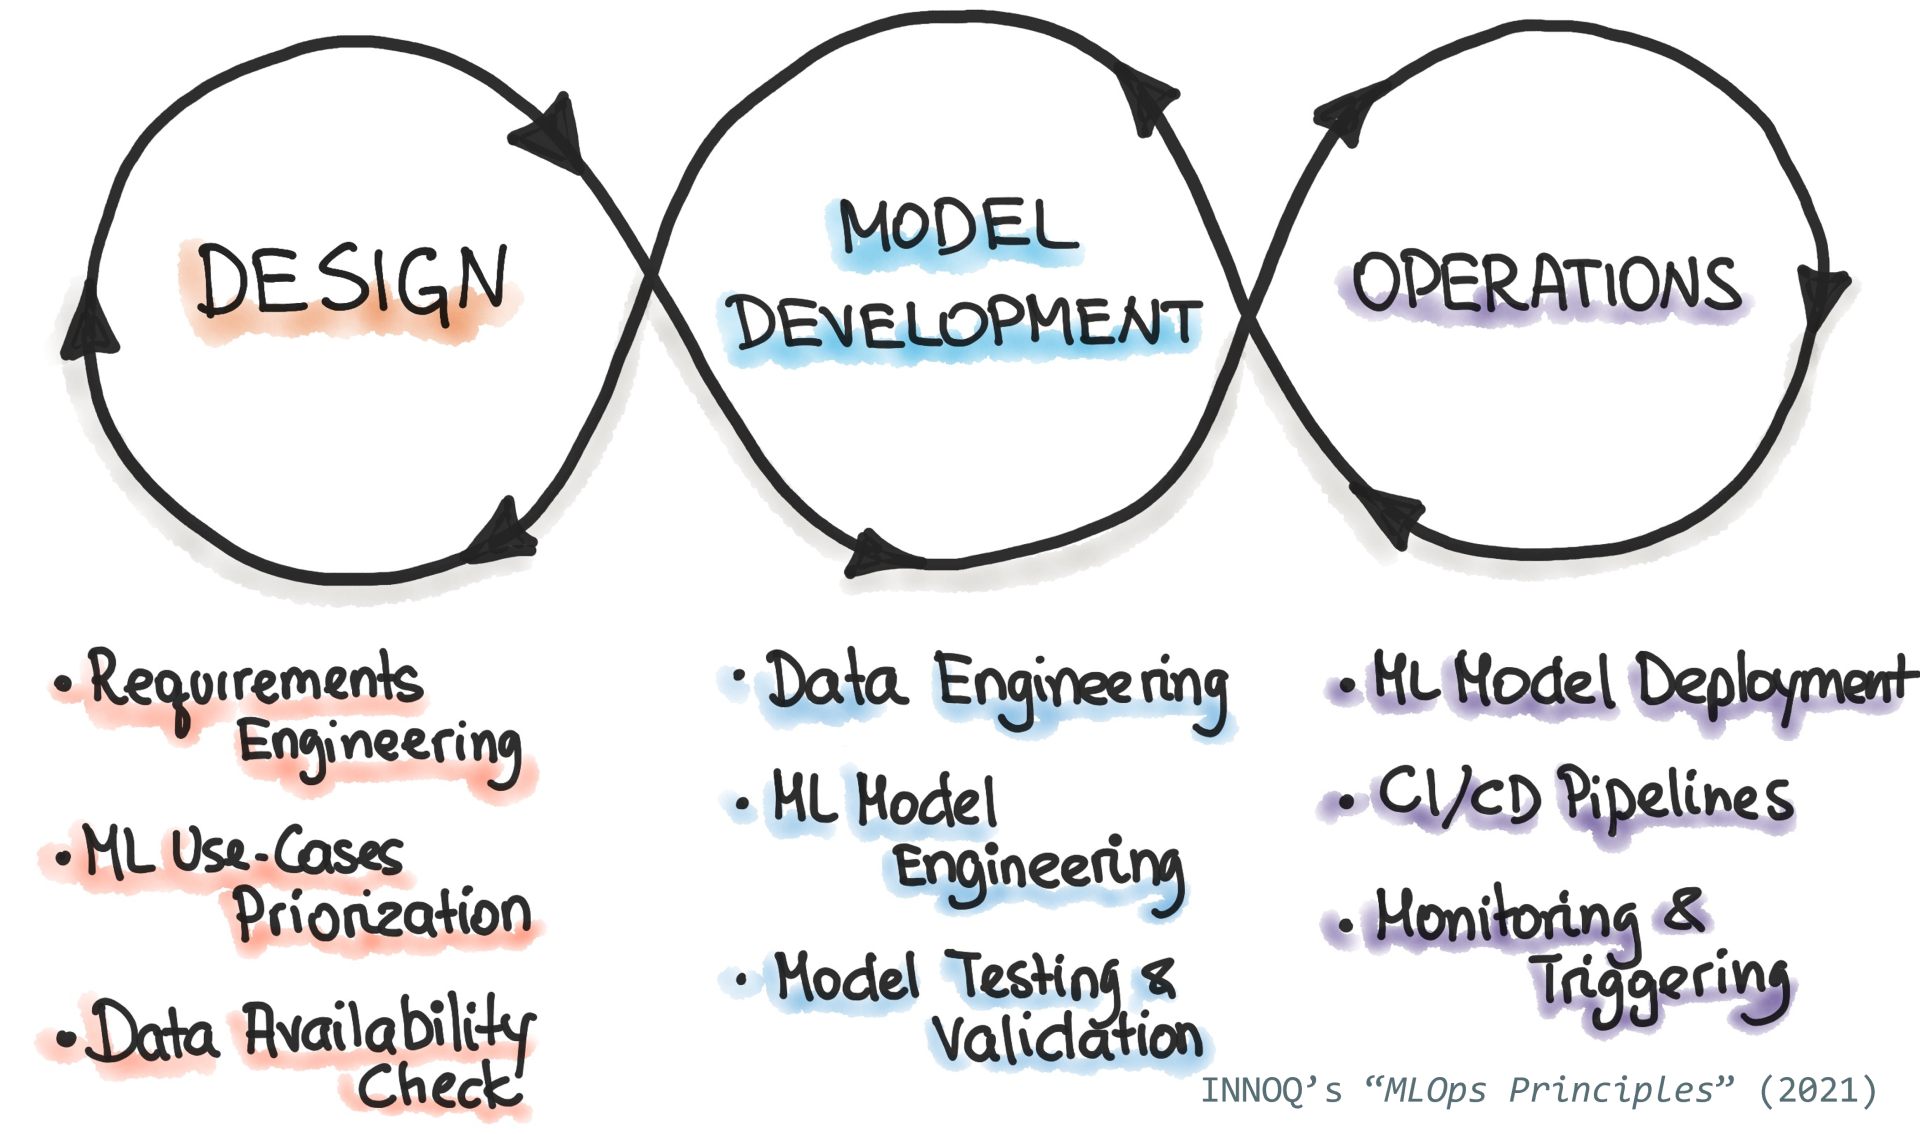 DESIGN
MODEL
DEVELOPMENT
OPERATIONS
• Requirements
Engineering
• ML Use-Cases
Priorization
• Data Availability
Check
• Data Engineering
• ML Model
Engineering
• Model Testing &
Validation
• ML Model Deployment
• CI/CD Pipelines
• Monitoring &
Triggering
INNOQ’s “MLOps Principles” (2021)